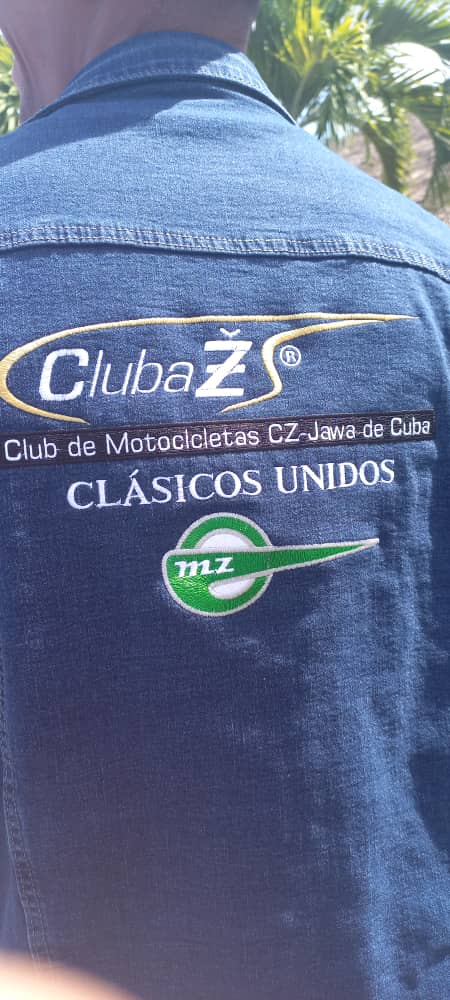 ClubaŽ®
Club de Motocicletas CZ-Jawa de Cuba
CLÁSICOS UNIDOS
mz